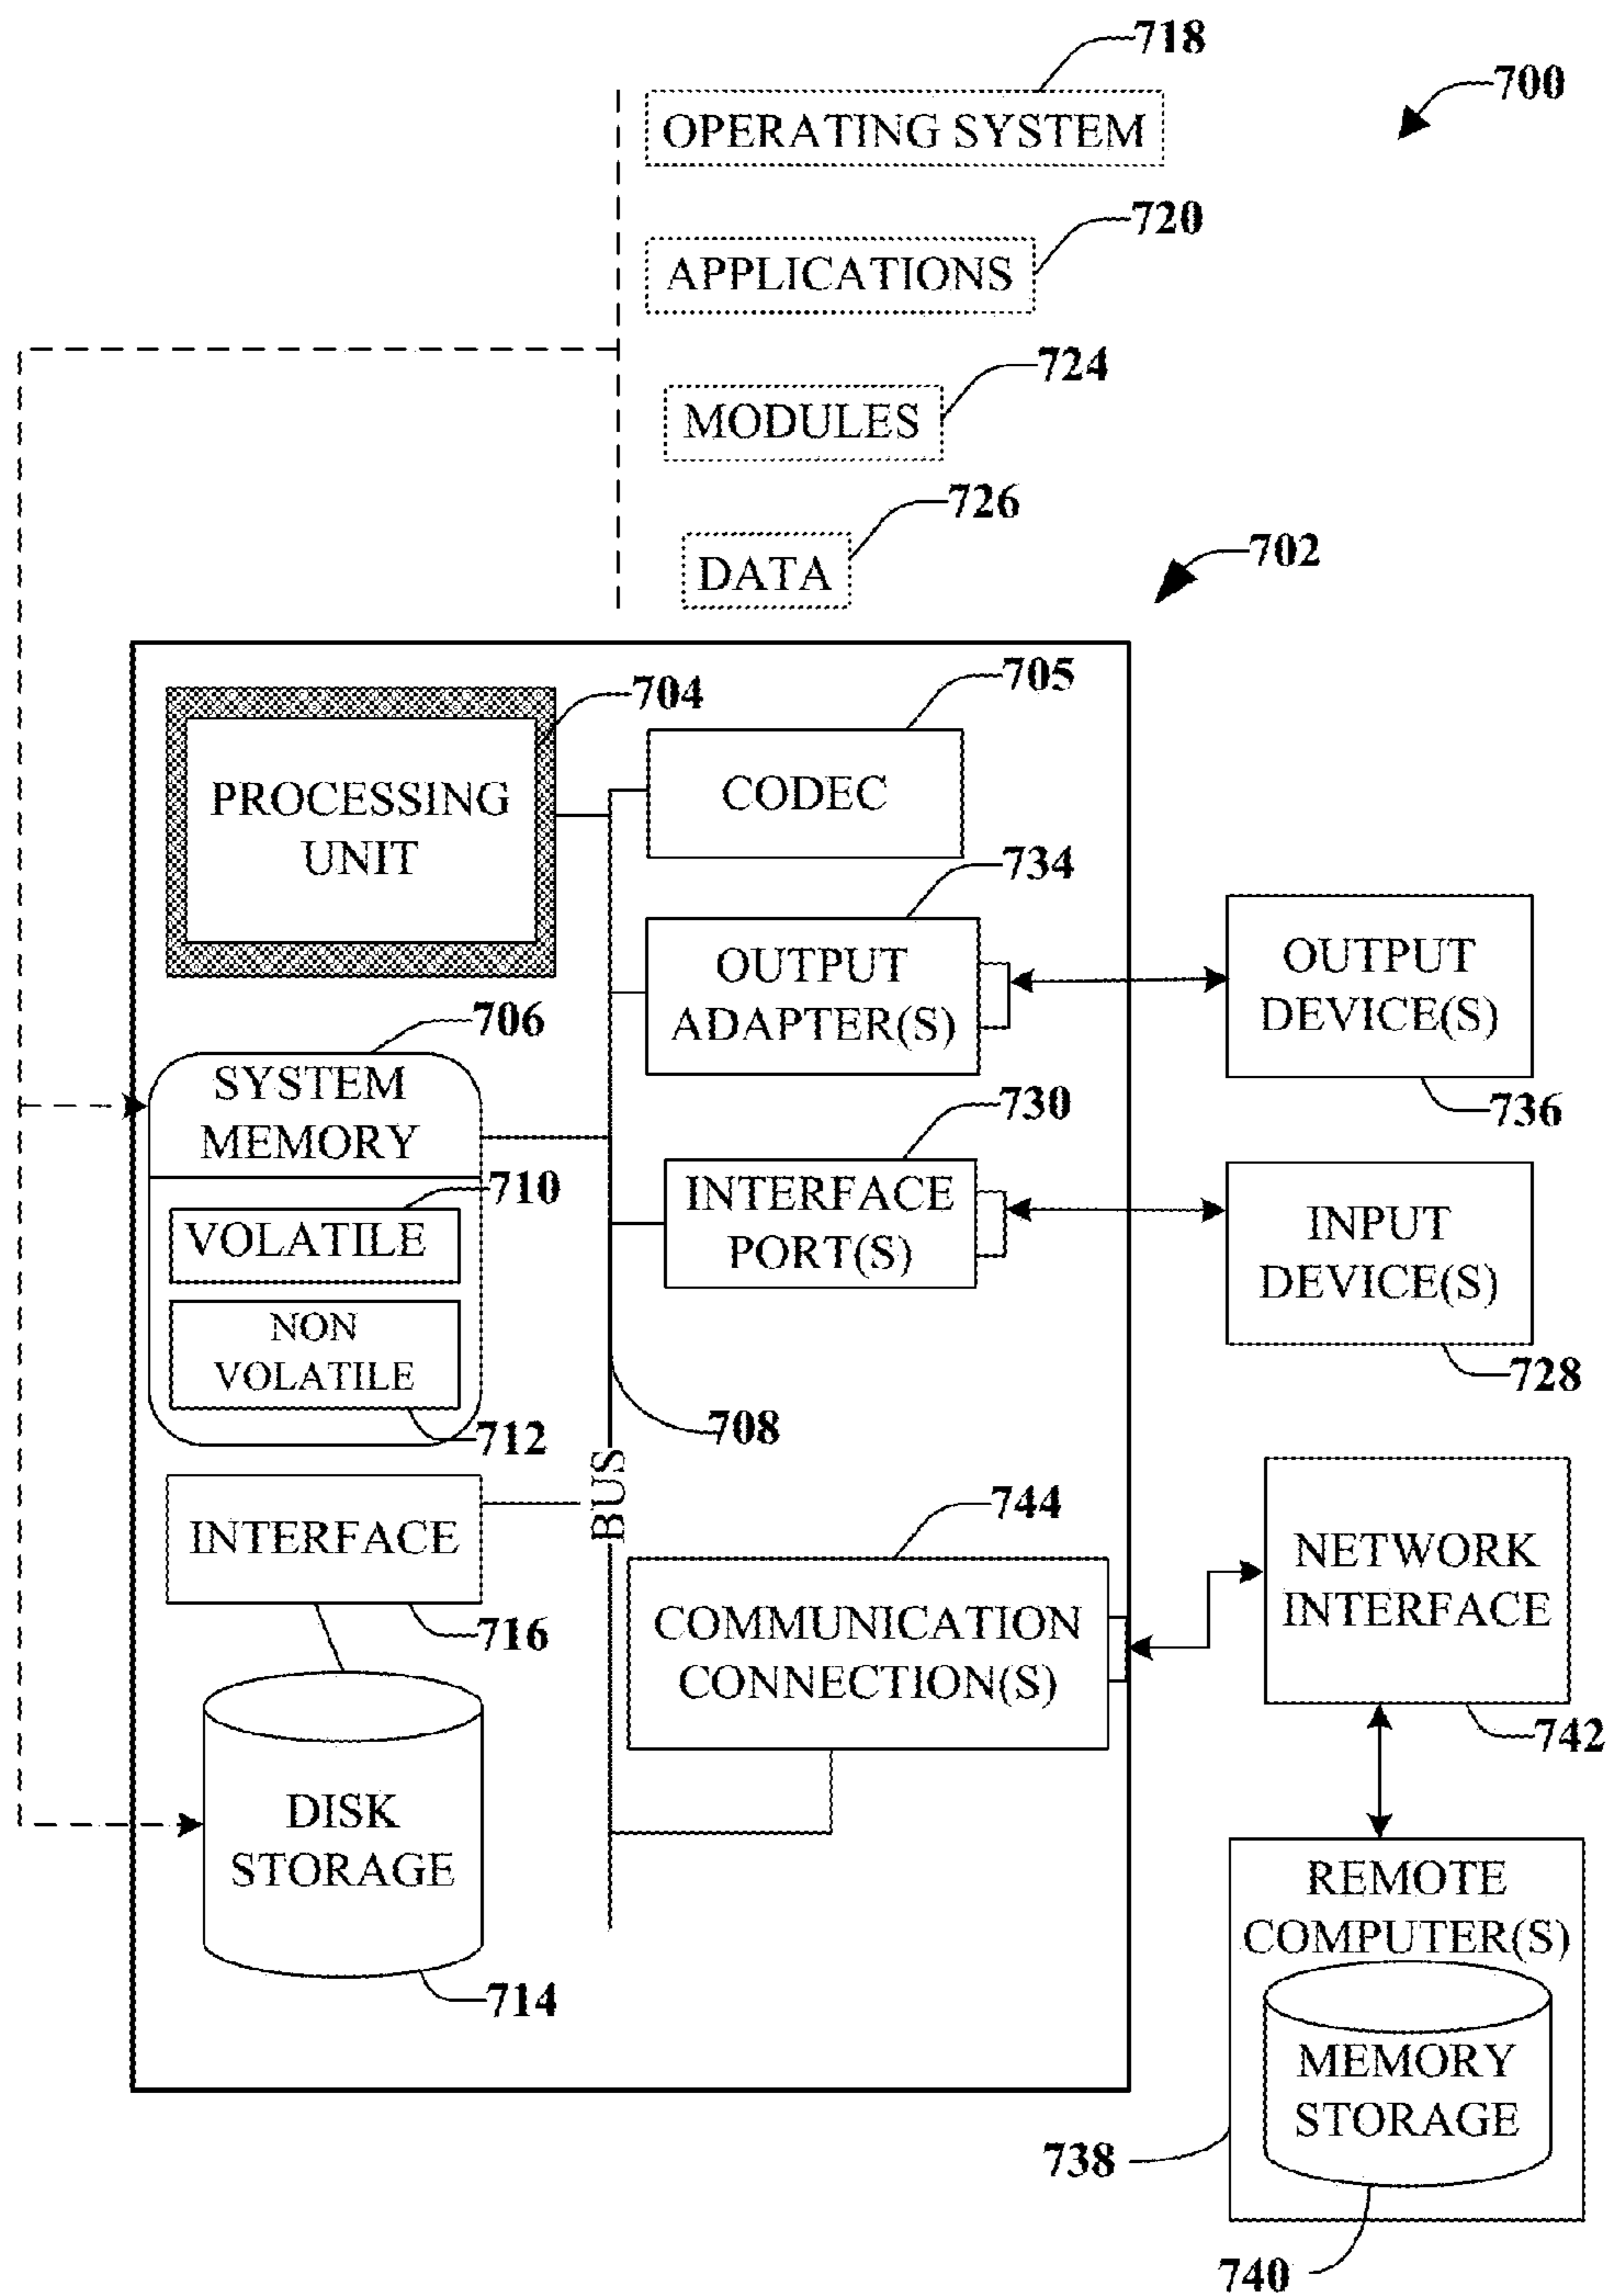 718
700
OPERATING SYSTEM
720
APPLICATIONS
724
MODULES
726
DATA
702
704
705
PROCESSING
UNIT
CODEC
734
OUTPUT
ADAPTER(S)
OUTPUT
DEVICE(S)
736
706
SYSTEM
MEMORY
710
VOLATILE
NON
VOLATILE
712
730
INTERFACE
PORT(S)
INPUT
DEVICE(S)
728
708
BUS
INTERFACE
716
744
COMMUNICATION
CONNECTION(S)
NETWORK
INTERFACE
742
DISK
STORAGE
714
REMOTE
COMPUTER(S)
MEMORY
STORAGE
738
740